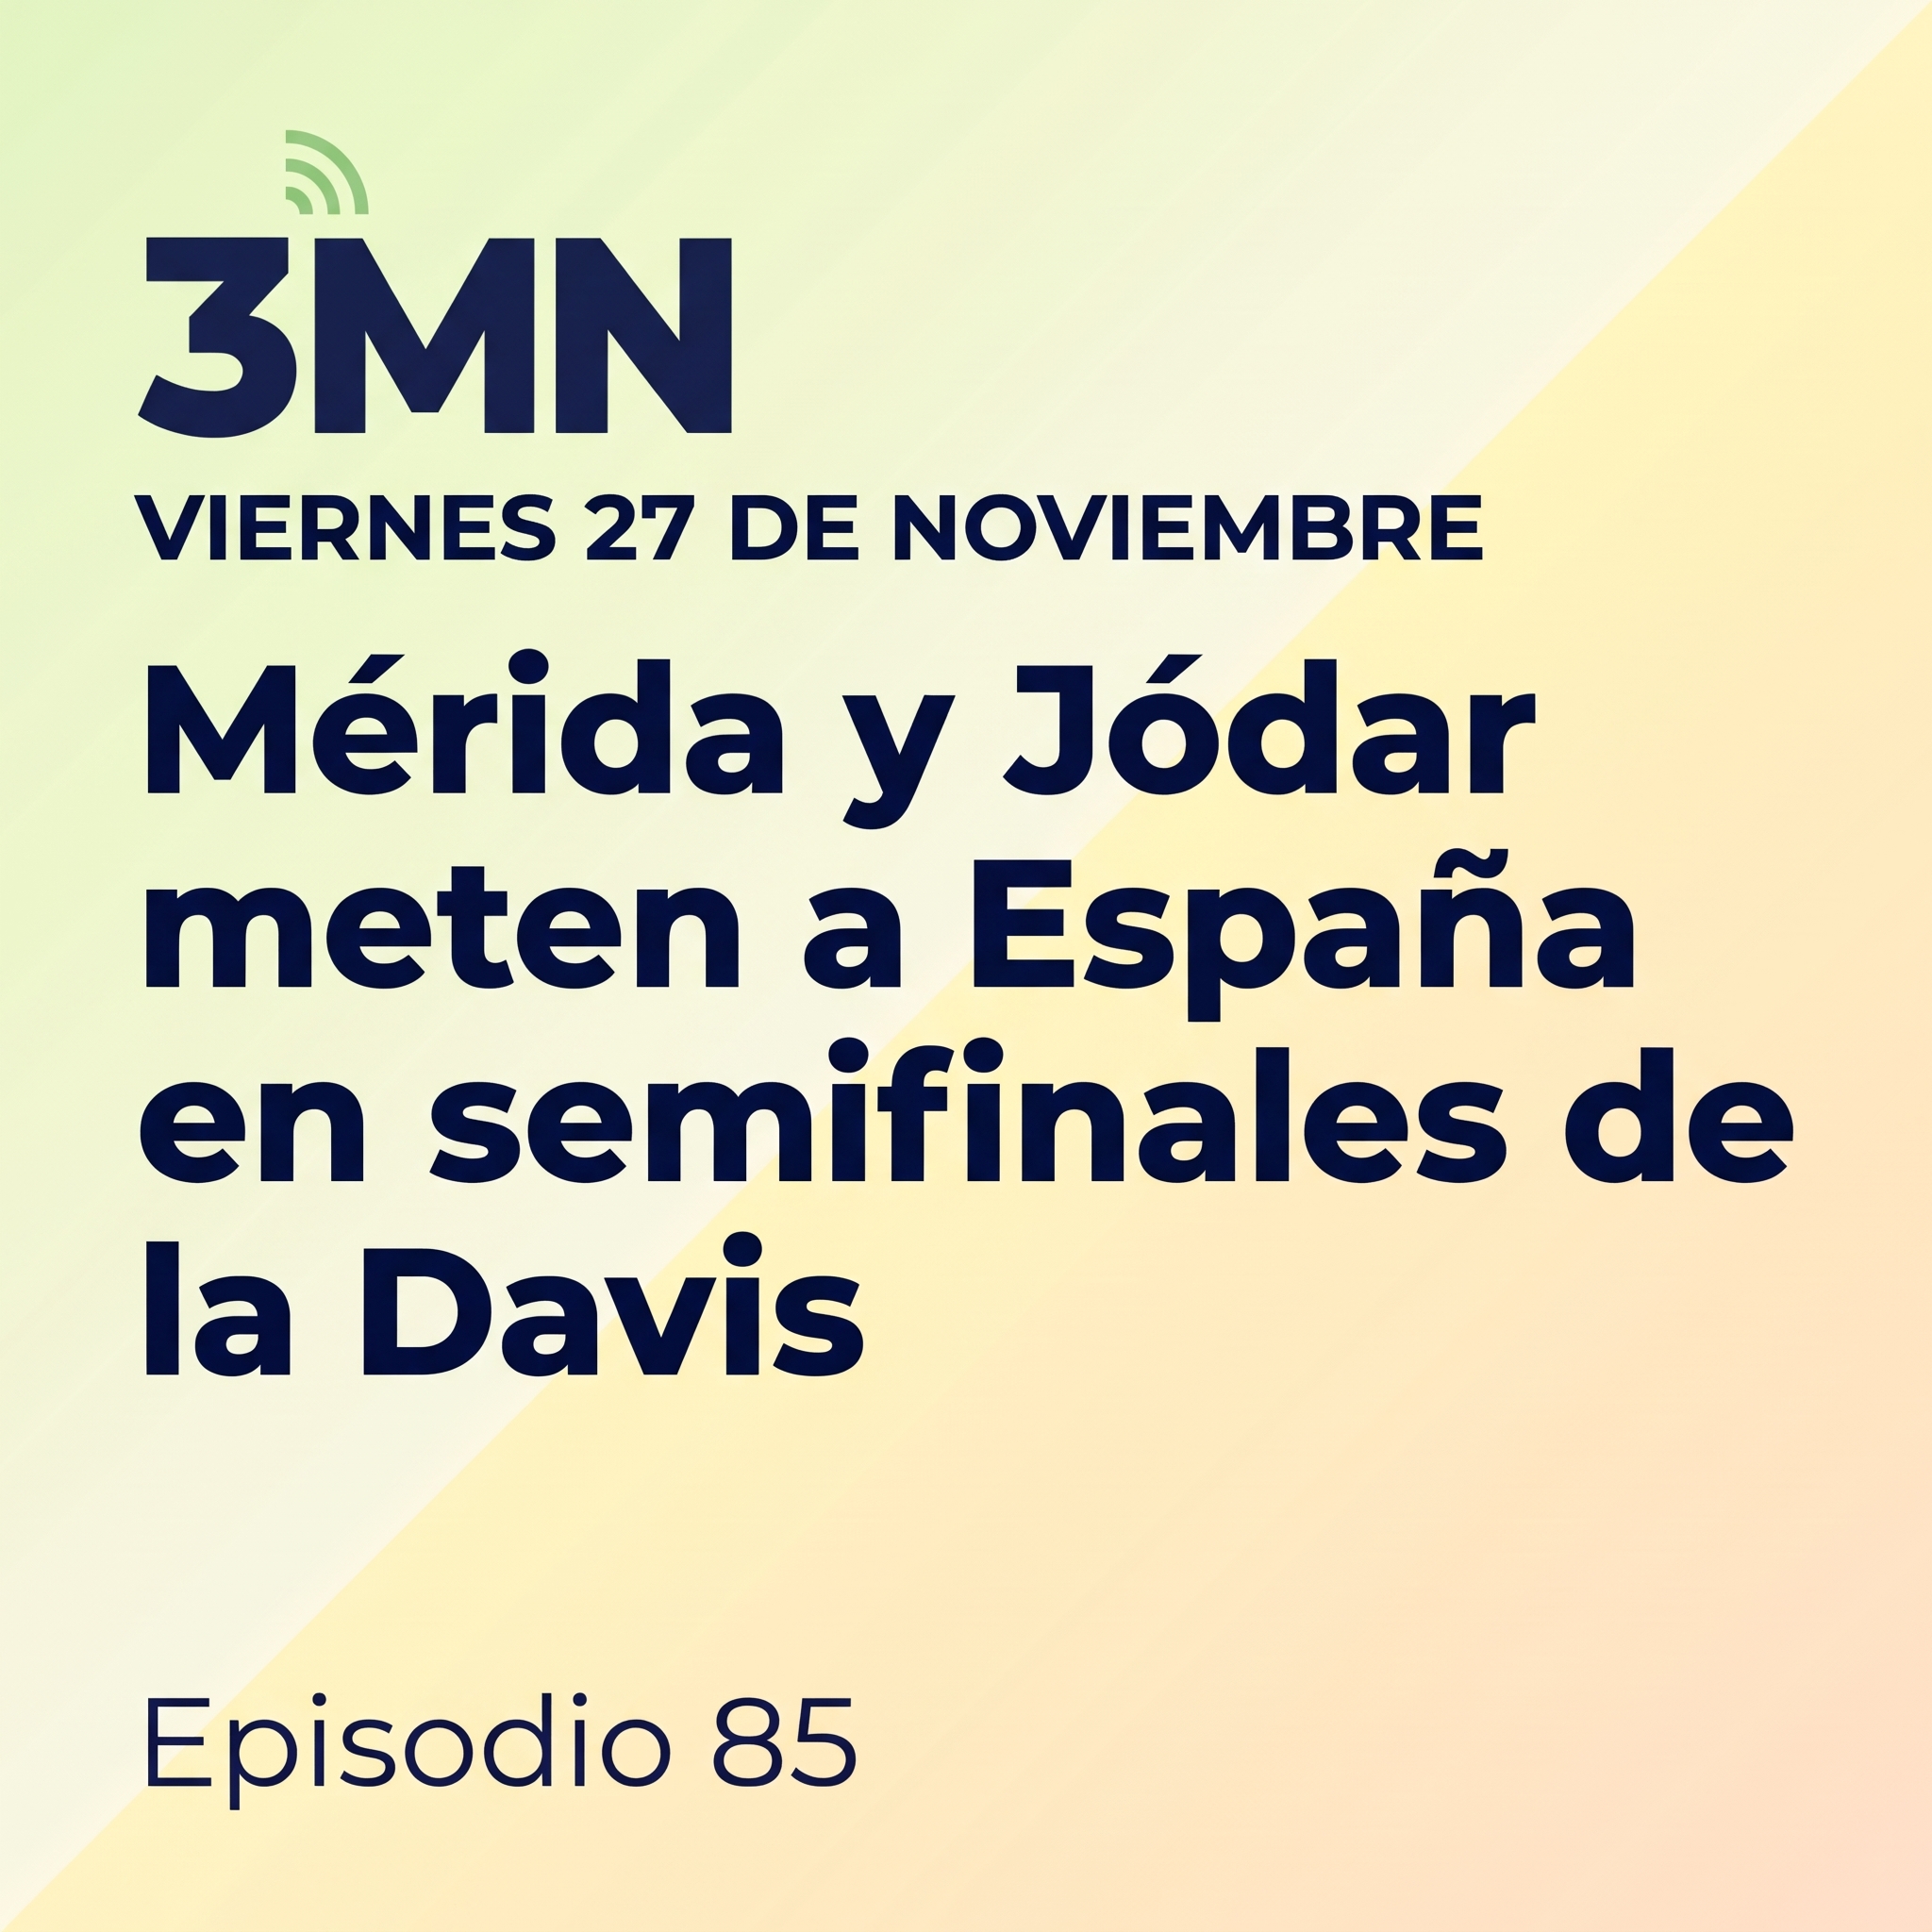 3MN
VIERNES 27 DE NOVIEMBRE
Mérida y Jódar
meten a España
en semifinales de
la Davis
Episodio 85